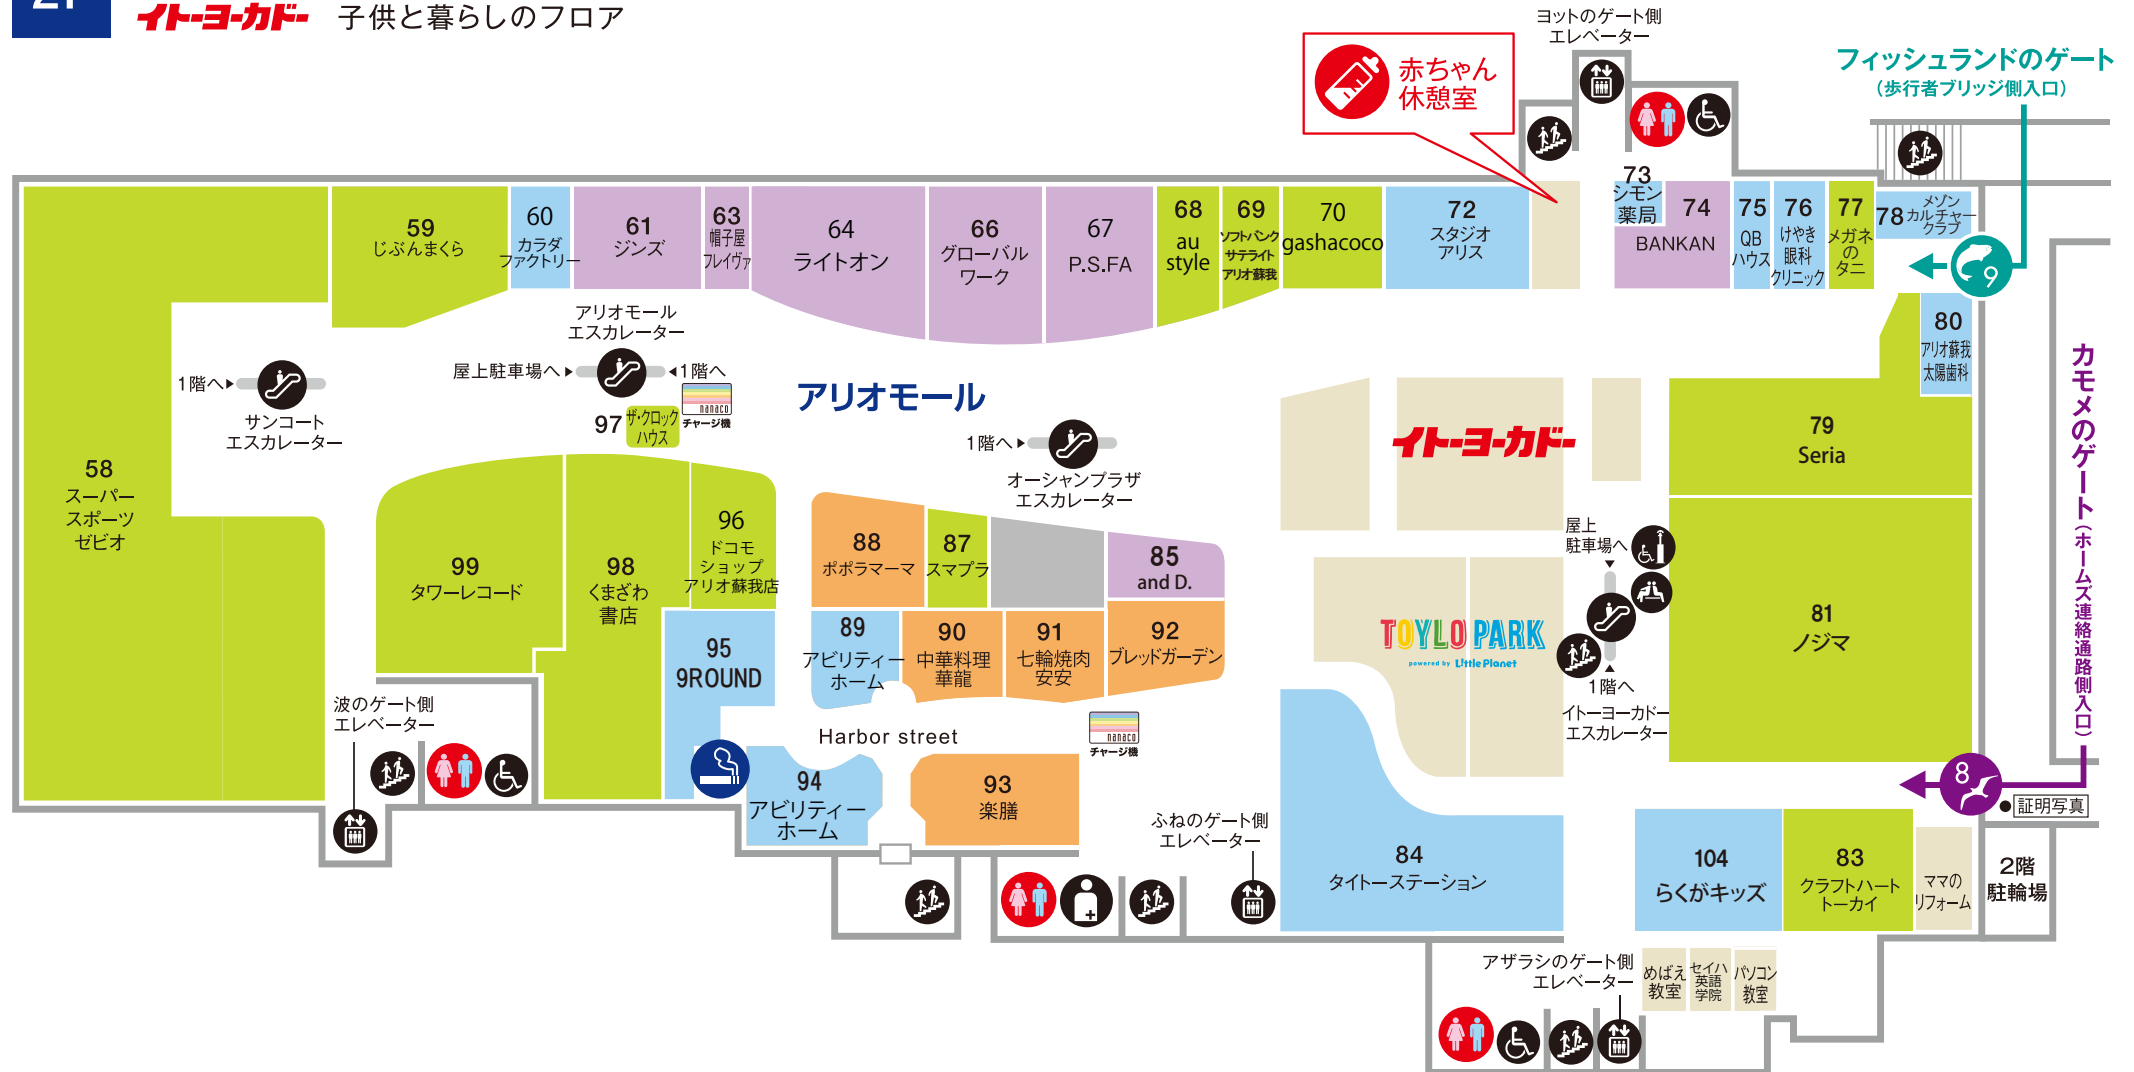 イトーヨーカドー 子供と暮らしのフロア
ヨットのゲート側
エレベーター
赤ちゃん
休憩室
フィッシュランドのゲート
(歩行者ブリッジ側入口)
59
じぶんまくら
60
カラダ
ファクトリー
61
ジンズ
63
帽子屋
フレイヴァ
64
ライトオン
66
グローバル
ワーク
67
P.S.FA
68
au
style
69
ソフトバンク
サテライト
アリオ蘇我
70
gashacoco
72
スタジオ
アリス
73
シモン
薬局
74
BANKAN
75
QB
ハウス
76
けやき
眼科
クリニック
77
メガネ
の
タニ
78
メゾン
カルチャー
クラブ
9
80
アリオ蘇我
太陽歯科
アリオモール
エスカレーター
屋上駐車場へ
1階へ
nanaco
チャージ機
97
ザ・クロック
ハウス
1階へ
サンコート
エスカレーター
アリオモール
1階へ
オーシャンプラザ
エスカレーター
イトーヨーカドー
79
Seria
カモメのゲート(ホームズ連絡通路側入口)
58
スーパー
スポーツ
ゼビオ
99
タワーレコード
98
くまざわ
書店
96
ドコモ
ショップ
アリオ蘇我店
95
9ROUND
88
ポポラマーマ
87
スマプラ
85
and D.
89
アビリティー
ホーム
90
中華料理
華龍
91
七輪焼肉
安安
92
ブレッドガーデン
TOYLO PARK
powered by Little Planet
屋上
駐車場へ
1階へ
イトーヨーカドー
エスカレーター
81
ノジマ
波のゲート側
エレベーター
Harbor street
nanaco
チャージ機
94
アビリティー
ホーム
93
楽膳
ふねのゲート側
エレベーター
84
タイトーステーション
8
証明写真
104
らくがキッズ
83
クラフトハート
トーカイ
ママの
リフォーム
2階
駐輪場
アザラシのゲート側
エレベーター
めばえ
教室
セイハ
英語
学院
パソコン
教室